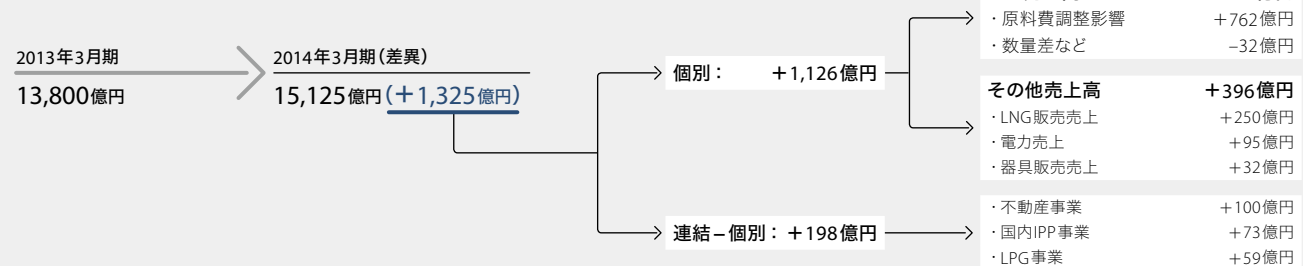 2013年3月期
13,800億円
2014年3月期(差異)
15,125億円(+1,325億円)
個別: +1,126億円
連結–個別: +198億円
・原料費調整影響 +762億円
・数量差など –32億円
その他売上高 +396億円
・LNG販売売上 +250億円
・電力売上 +95億円
・器具販売売上 +32億円
・不動産事業 +100億円
・国内IPP事業 +73億円
・LPG事業 +59億円